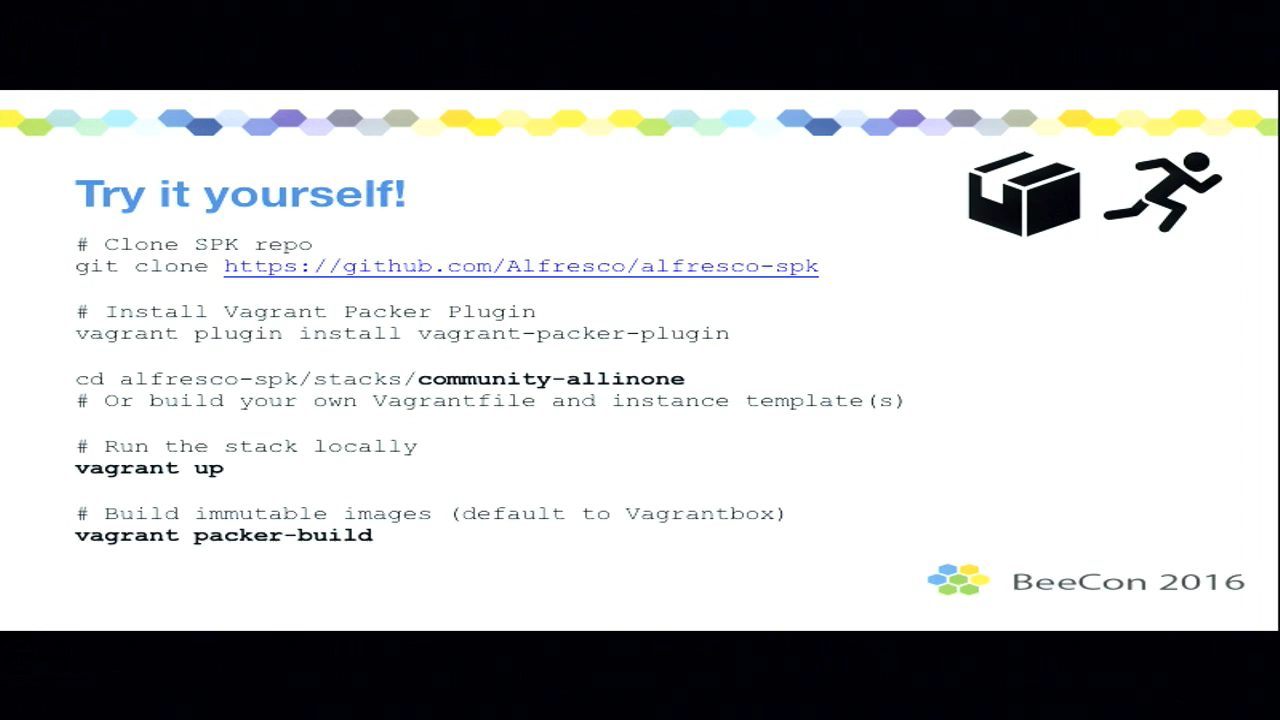 Try it yourself!
# Clone SPK repo
git clone https://github.com/Alfresco/alfresco-spk
# Install Vagrant Packer Plugin
vagrant plugin install vagrant-packer-plugin
cd alfresco-spk/stacks/community-allinone
# Or build your own Vagrantfile and instance template(s)
# Run the stack locally
vagrant up
# Build immutable images (default to Vagrantbox)
vagrant packer-build
BeeCon 2016